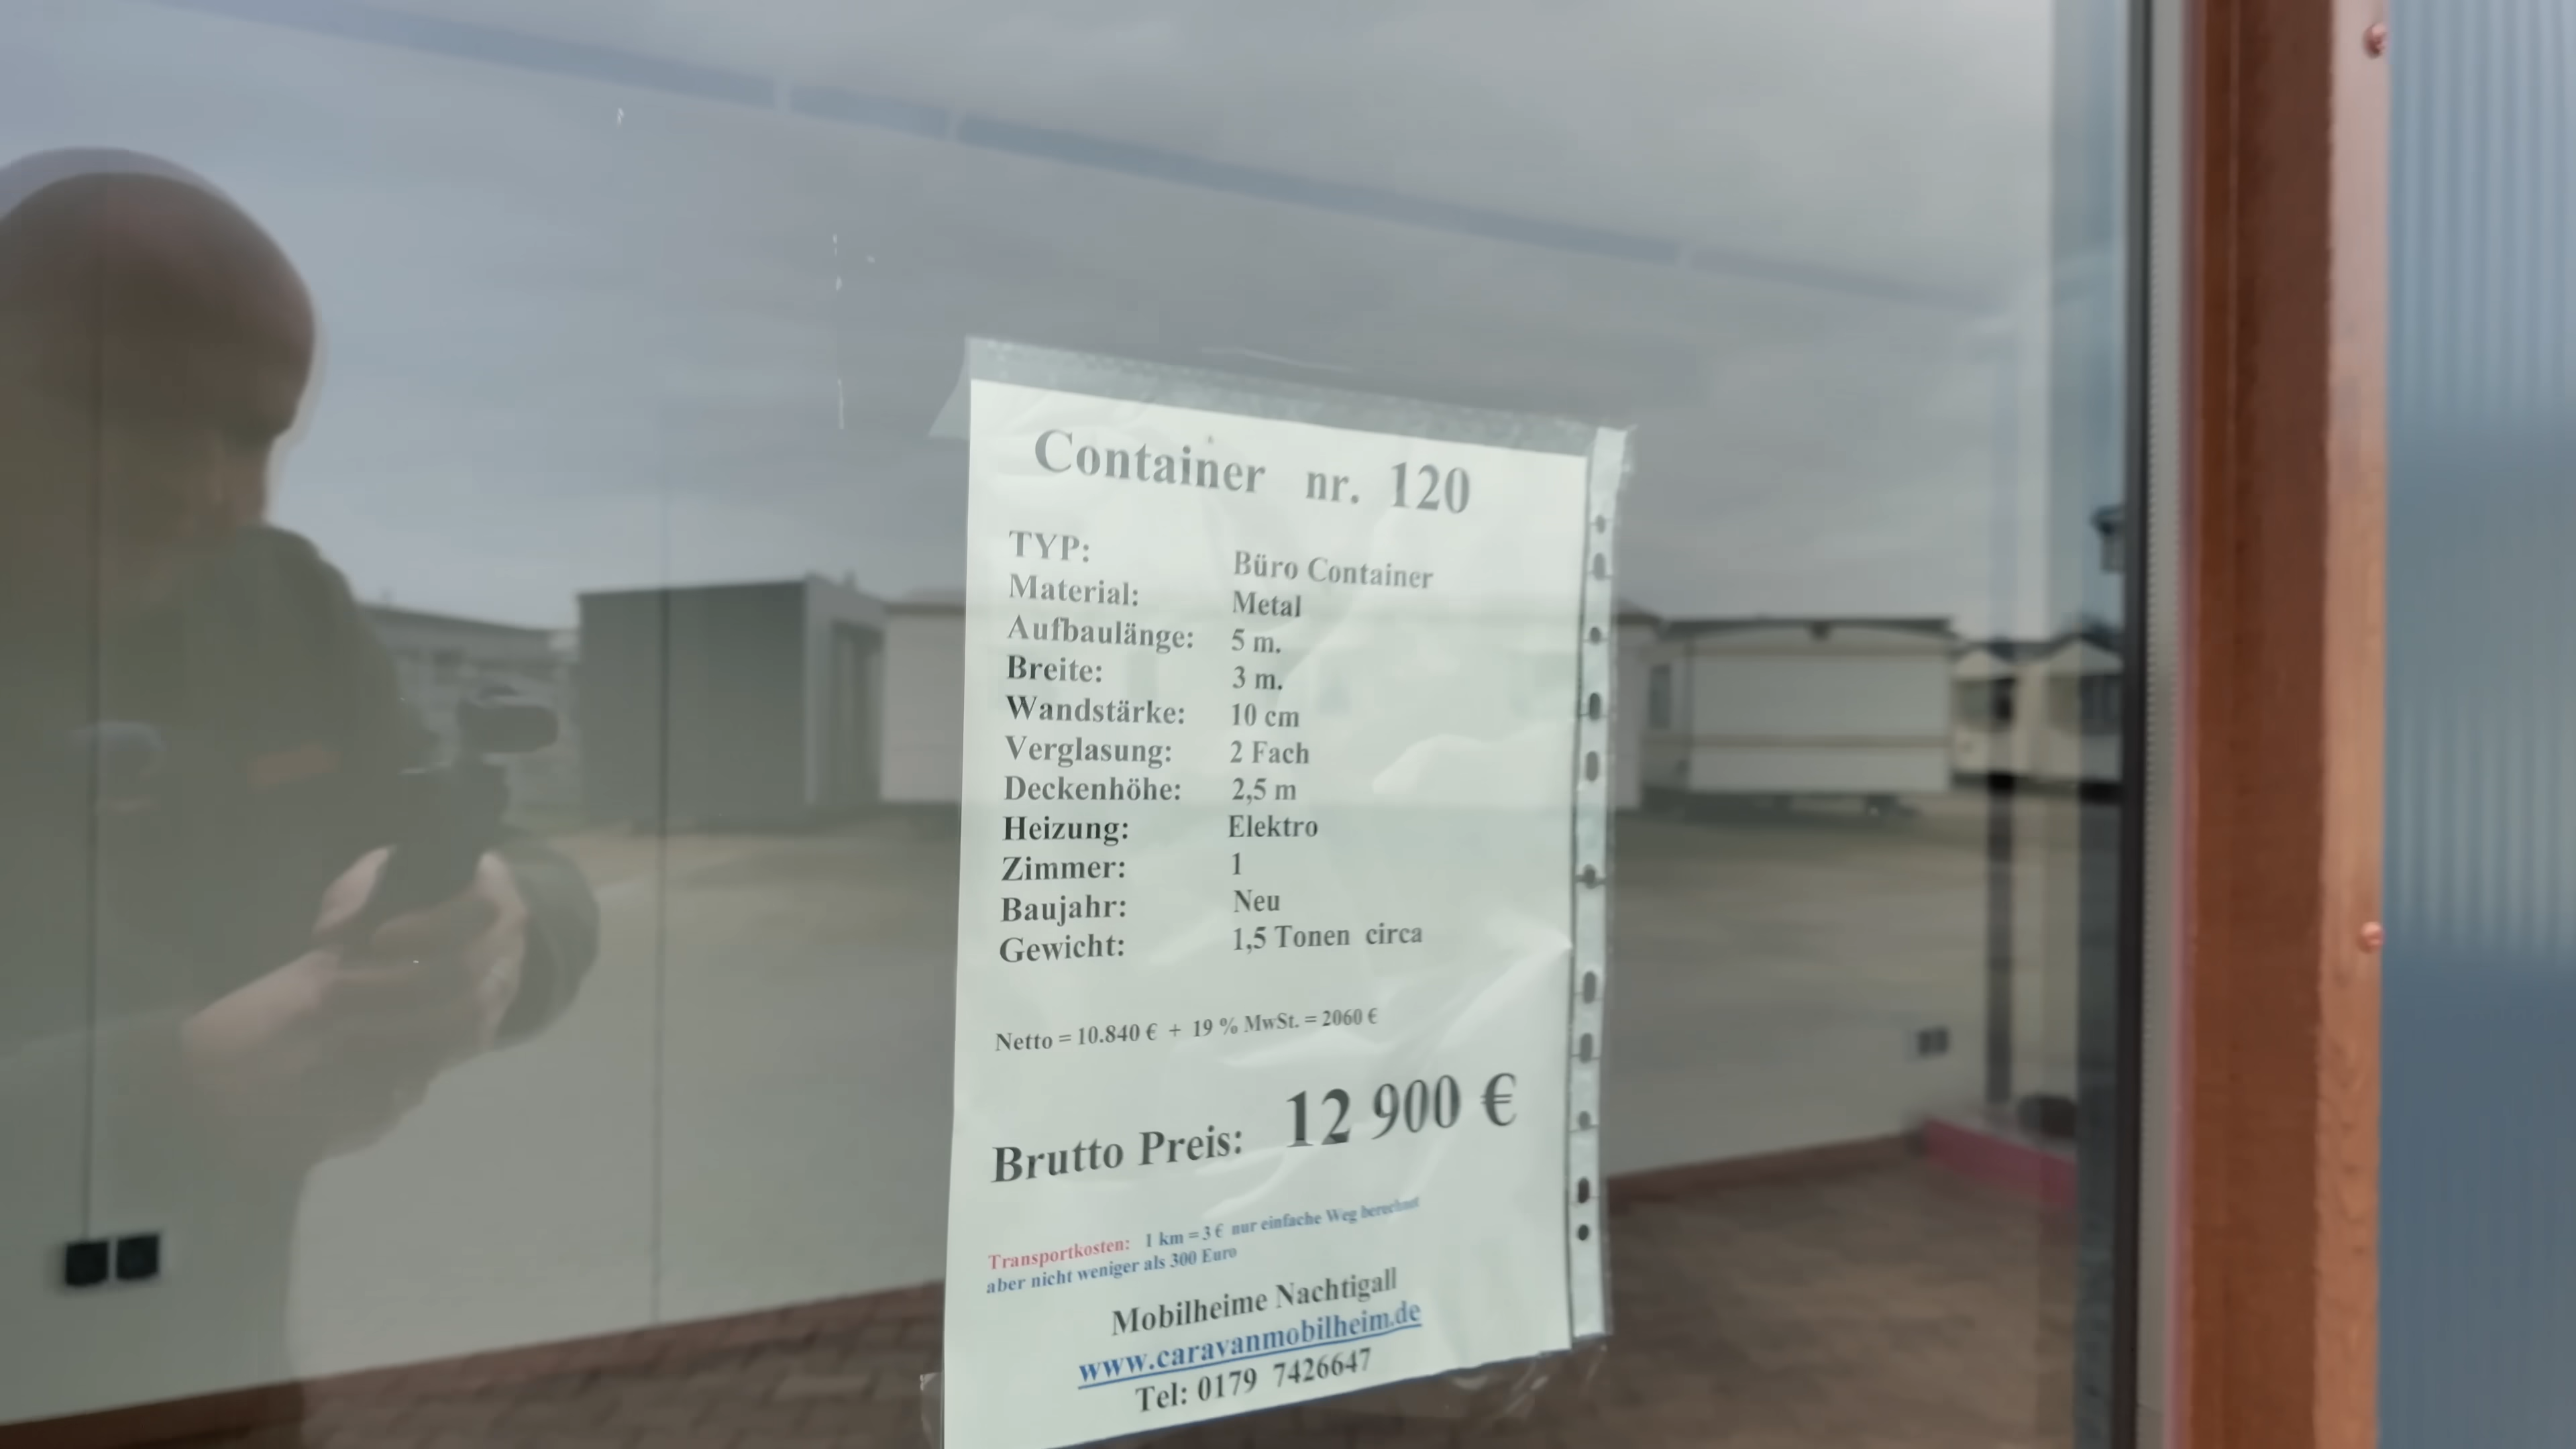 Container nr. 120
TYP: Büro Container
Material: Metal
Aufbaulänge: 5 m.
Breite: 3 m.
Wandstärke: 10 cm
Verglasung: 2 Fach
Deckenhöhe: 2,5 m
Heizung: Elektro
Zimmer: 1
Baujahr: Neu
Gewicht: 1,5 Tonen circa
Netto = 10.840 € + 19 % MwSt. = 2060 €
Brutto Preis: 12 900 €
Transportkosten: 1 km = 3 € nur einfache Weg berechnet
aber nicht weniger als 300 Euro
Mobilheime Nachtigall
www.caravanmobilheim.de
Tel: 0179 7426647